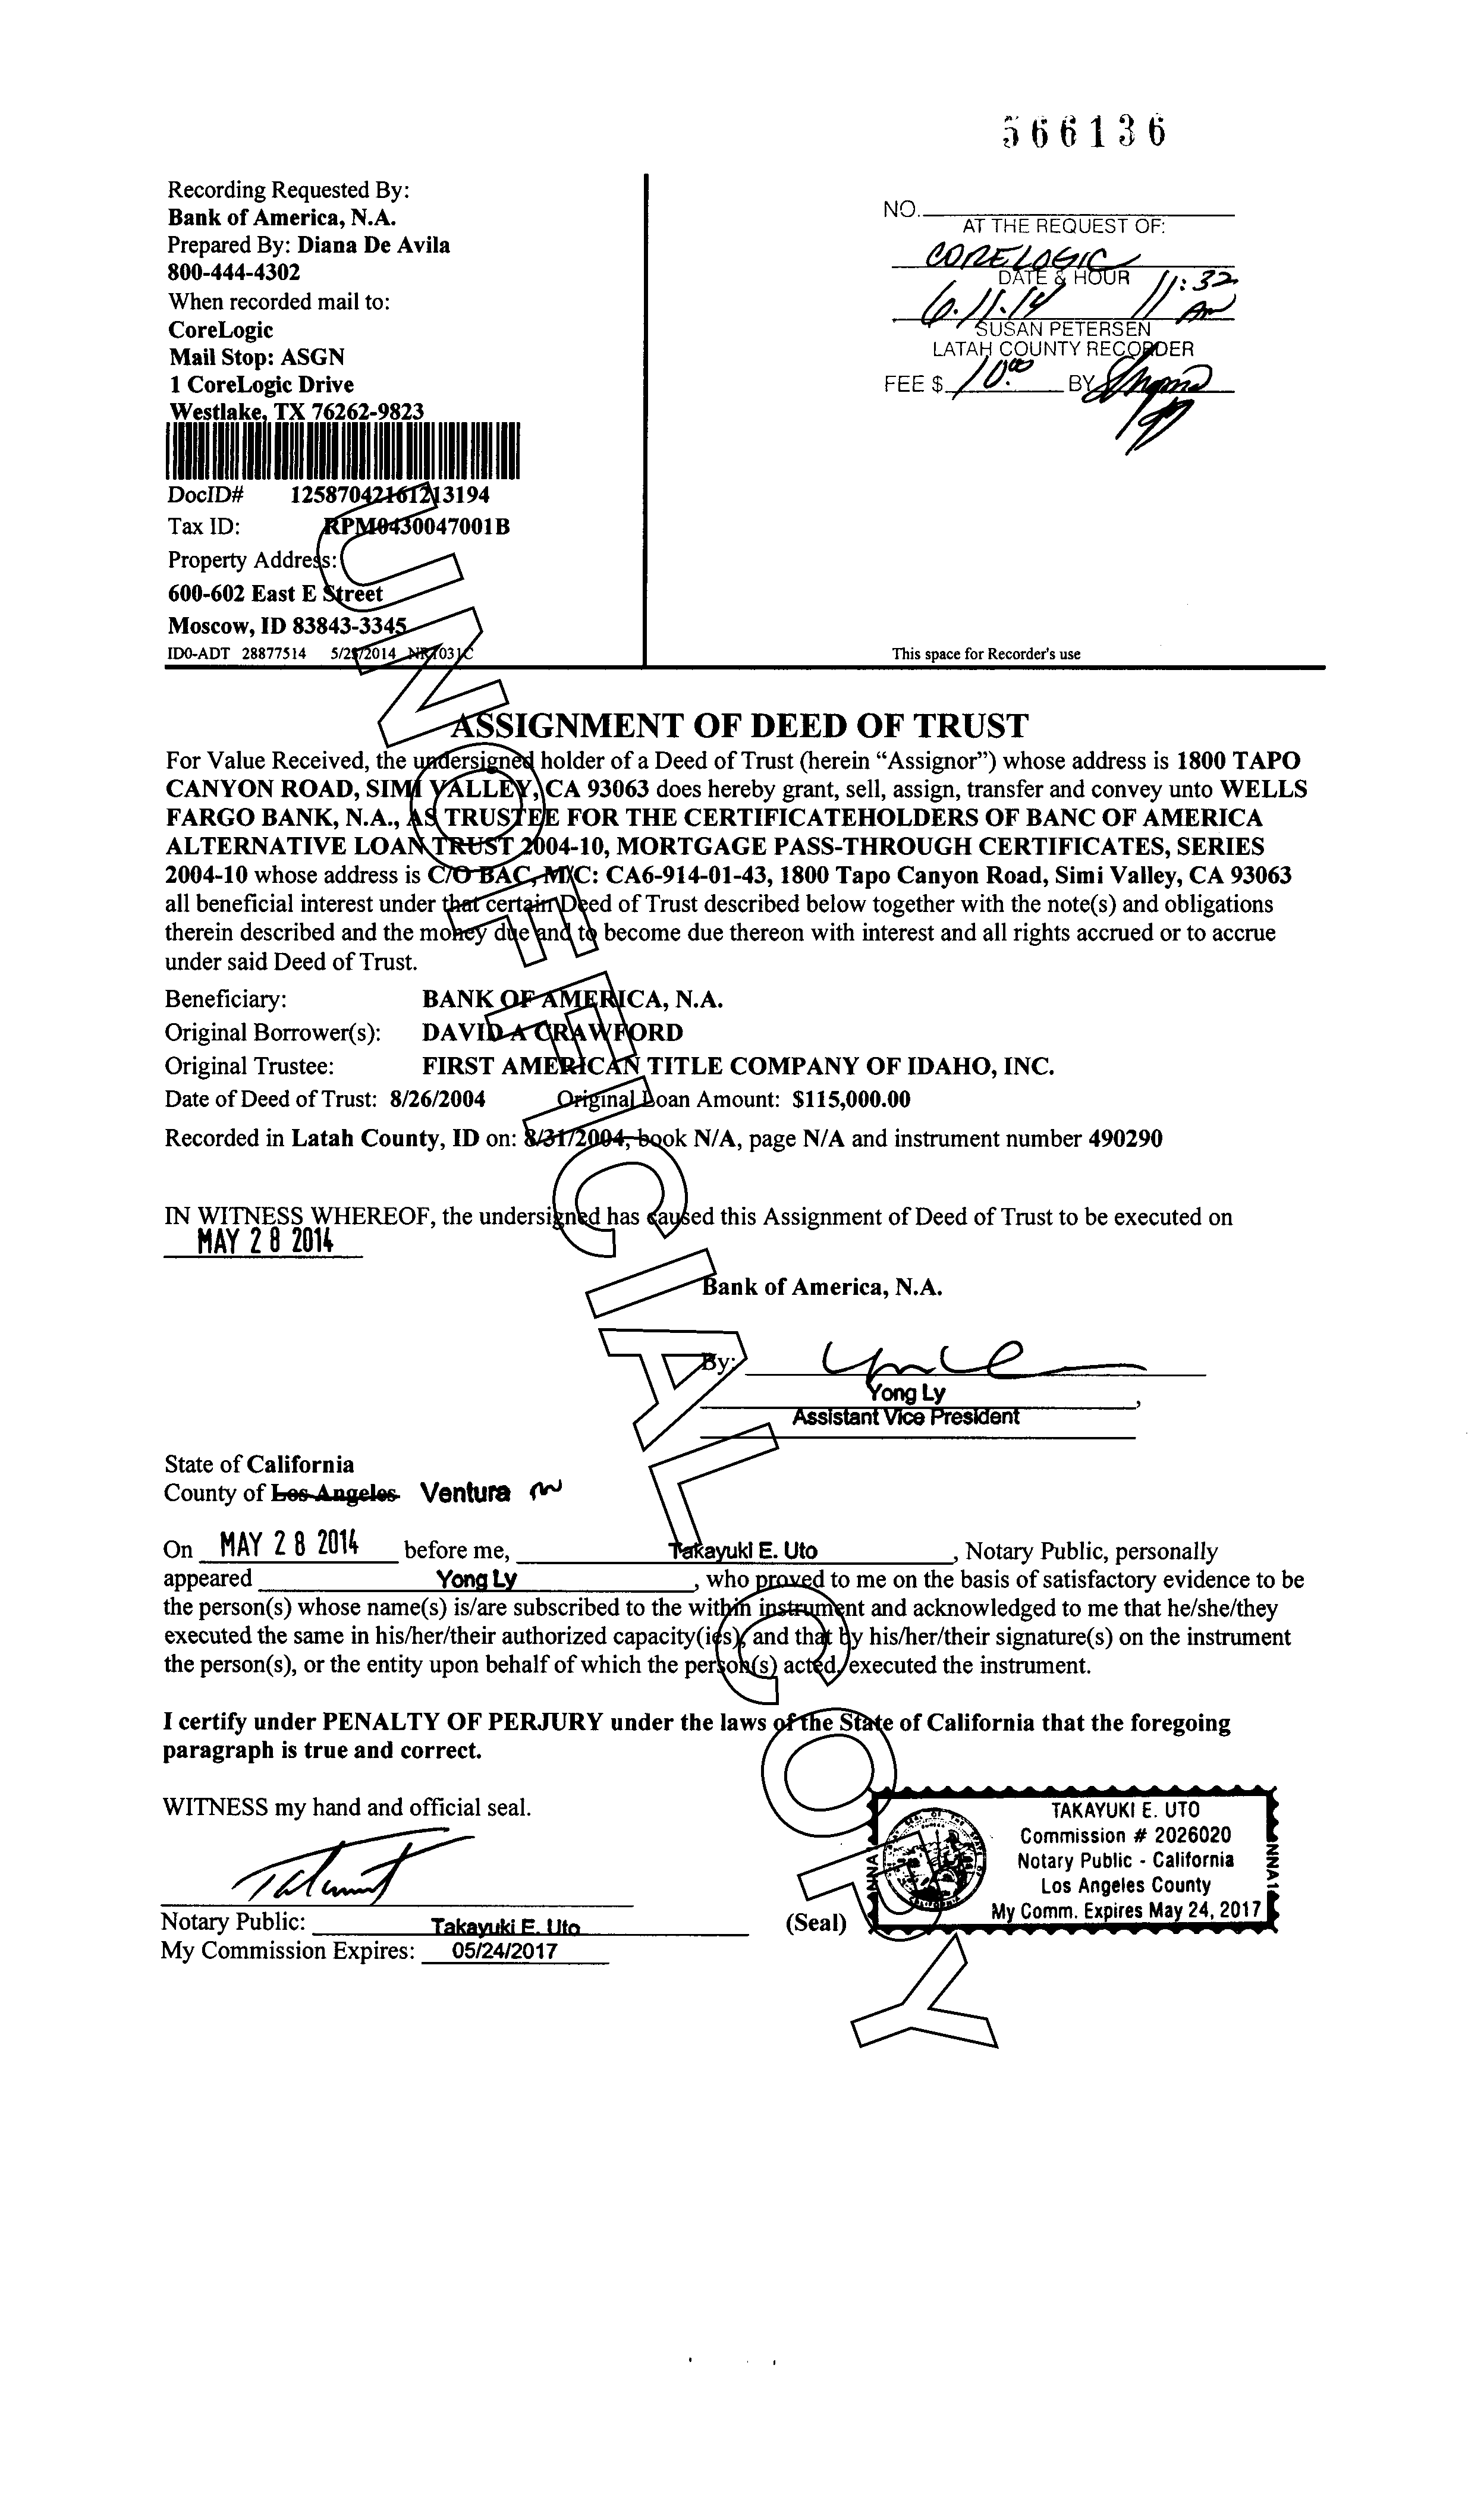 566136
Recording Requested By:
Bank of America, N.A.
Prepared By: Diana De Avila
800-444-4302
When recorded mail to:
CoreLogic
Mail Stop: ASGN
1 CoreLogic Drive
Westlake, TX 76262-9823
DocID# 12587042161213194
Tax ID: RPM0430047001B
Property Address:
600-602 East E Street
Moscow, ID 83843-3345
ID0-ADT 28877514 5/28/2014 NR1031C
NO.
AT THE REQUEST OF:
CORELOGIC
DATE & HOUR 11:32
6.11.14 AM
SUSAN PETERSEN
LATAH COUNTY RECORDER
FEE $ 10.00 BY
This space for Recorder's use
ASSIGNMENT OF DEED OF TRUST
For Value Received, the undersigned holder of a Deed of Trust (herein “Assignor”) whose address is 1800 TAPO
CANYON ROAD, SIMI VALLEY, CA 93063 does hereby grant, sell, assign, transfer and convey unto WELLS
FARGO BANK, N.A., AS TRUSTEE FOR THE CERTIFICATEHOLDERS OF BANC OF AMERICA
ALTERNATIVE LOAN TRUST 2004-10, MORTGAGE PASS-THROUGH CERTIFICATES, SERIES
2004-10 whose address is C/O BAC, M/C: CA6-914-01-43, 1800 Tapo Canyon Road, Simi Valley, CA 93063
all beneficial interest under that certain Deed of Trust described below together with the note(s) and obligations
therein described and the money due and to become due thereon with interest and all rights accrued or to accrue
under said Deed of Trust.
Beneficiary: BANK OF AMERICA, N.A.
Original Borrower(s): DAVID A CRAWFORD
Original Trustee: FIRST AMERICAN TITLE COMPANY OF IDAHO, INC.
Date of Deed of Trust: 8/26/2004 Original Loan Amount: $115,000.00
Recorded in Latah County, ID on: 8/31/2004, book N/A, page N/A and instrument number 490290
IN WITNESS WHEREOF, the undersigned has caused this Assignment of Deed of Trust to be executed on
MAY 28 2014
Bank of America, N.A.
By:
Yong Ly
,
Assistant Vice President
State of California
County of Los Angeles Ventura
On MAY 28 2014 before me, Takayuki E. Uto, Notary Public, personally
appeared Yong Ly, who proved to me on the basis of satisfactory evidence to be
the person(s) whose name(s) is/are subscribed to the within instrument and acknowledged to me that he/she/they
executed the same in his/her/their authorized capacity(ies), and that by his/her/their signature(s) on the instrument
the person(s), or the entity upon behalf of which the person(s) acted, executed the instrument.
I certify under PENALTY OF PERJURY under the laws of the State of California that the foregoing
paragraph is true and correct.
WITNESS my hand and official seal.
Notary Public: Takayuki E. Uto (Seal)
My Commission Expires: 05/24/2017
TAKAYUKI E. UTO
Commission # 2026020
Notary Public - California
Los Angeles County
My Comm. Expires May 24, 2017
UNOFFICIAL COPY